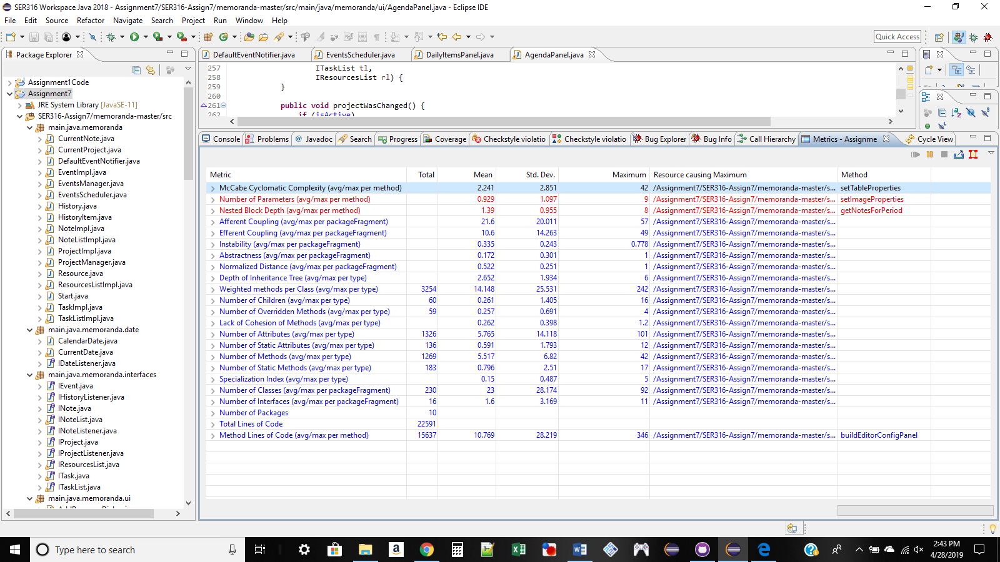 SER316 Workspace Java 2018 - Assignment7/SER316-Assign7/memoranda-master/src/main/java/memoranda/ui/AgendaPanel.java - Eclipse IDE
File Edit Source Refactor Navigate Search Project Run Window Help
Quick Access
Package Explorer
Assignment1Code
Assignment7
JRE System Library [JavaSE-11]
SER316-Assign7/memoranda-master/src
main.java.memoranda
CurrentNote.java
CurrentProject.java
DefaultEventNotifier.java
EventImpl.java
EventsManager.java
EventsScheduler.java
History.java
HistoryItem.java
NoteImpl.java
NoteListImpl.java
ProjectImpl.java
ProjectManager.java
Resource.java
ResourcesListImpl.java
Start.java
TaskImpl.java
TaskListImpl.java
main.java.memoranda.date
CalendarDate.java
CurrentDate.java
IDateListener.java
main.java.memoranda.interfaces
IEvent.java
IHistoryListener.java
INote.java
INoteList.java
INoteListener.java
IProject.java
IProjectListener.java
IResourcesList.java
ITask.java
ITaskList.java
main.java.memoranda.ui
DefaultEventNotifier.java EventsScheduler.java DailyItemsPanel.java AgendaPanel.java
257 ITaskList tl,
258 IResourcesList rl) {
259 }
260
261 public void projectWasChanged() {
262 if (isActive)
Console Problems Javadoc Search Progress Coverage Checkstyle violatio Checkstyle violatio Bug Explorer Bug Info Call Hierarchy Metrics - Assignme Cycle View
Metric Total Mean Std. Dev. Maximum Resource causing Maximum Method
McCabe Cyclomatic Complexity (avg/max per method) 2.241 2.851 42 /Assignment7/SER316-Assign7/memoranda-master/s... setTableProperties
Number of Parameters (avg/max per method) 0.929 1.097 9 /Assignment7/SER316-Assign7/memoranda-master/s... setImageProperties
Nested Block Depth (avg/max per method) 1.39 0.955 8 /Assignment7/SER316-Assign7/memoranda-master/s... getNotesForPeriod
Afferent Coupling (avg/max per packageFragment) 21.6 20.011 57 /Assignment7/SER316-Assign7/memoranda-master/s...
Efferent Coupling (avg/max per packageFragment) 10.6 14.263 49 /Assignment7/SER316-Assign7/memoranda-master/s...
Instability (avg/max per packageFragment) 0.335 0.243 0.778 /Assignment7/SER316-Assign7/memoranda-master/s...
Abstractness (avg/max per packageFragment) 0.172 0.301 1 /Assignment7/SER316-Assign7/memoranda-master/s...
Normalized Distance (avg/max per packageFragment) 0.522 0.251 1 /Assignment7/SER316-Assign7/memoranda-master/s...
Depth of Inheritance Tree (avg/max per type) 2.652 1.934 6 /Assignment7/SER316-Assign7/memoranda-master/s...
Weighted methods per Class (avg/max per type) 3254 14.148 25.531 242 /Assignment7/SER316-Assign7/memoranda-master/s...
Number of Children (avg/max per type) 60 0.261 1.405 16 /Assignment7/SER316-Assign7/memoranda-master/s...
Number of Overridden Methods (avg/max per type) 59 0.257 0.691 4 /Assignment7/SER316-Assign7/memoranda-master/s...
Lack of Cohesion of Methods (avg/max per type) 0.262 0.398 1.2 /Assignment7/SER316-Assign7/memoranda-master/s...
Number of Attributes (avg/max per type) 1326 5.765 14.118 101 /Assignment7/SER316-Assign7/memoranda-master/s...
Number of Static Attributes (avg/max per type) 136 0.591 1.793 12 /Assignment7/SER316-Assign7/memoranda-master/s...
Number of Methods (avg/max per type) 1269 5.517 6.82 42 /Assignment7/SER316-Assign7/memoranda-master/s...
Number of Static Methods (avg/max per type) 183 0.796 2.51 17 /Assignment7/SER316-Assign7/memoranda-master/s...
Specialization Index (avg/max per type) 0.15 0.487 5 /Assignment7/SER316-Assign7/memoranda-master/s...
Number of Classes (avg/max per packageFragment) 230 23 28.174 92 /Assignment7/SER316-Assign7/memoranda-master/s...
Number of Interfaces (avg/max per packageFragment) 16 1.6 3.169 11 /Assignment7/SER316-Assign7/memoranda-master/s...
Number of Packages 10
Total Lines of Code 22591
Method Lines of Code (avg/max per method) 15637 10.769 28.219 346 /Assignment7/SER316-Assign7/memoranda-master/s... buildEditorConfigPanel
Type here to search
2:43 PM
4/28/2019